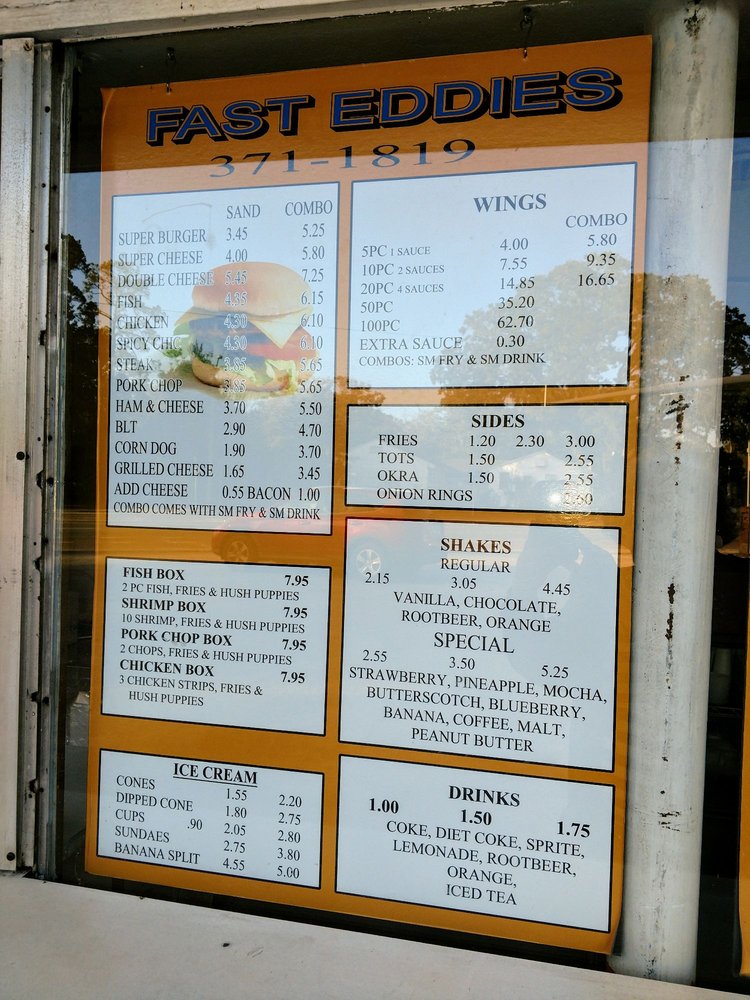 FAST EDDIES
371-1819
SAND COMBO
SUPER BURGER 3.45 5.25
SUPER CHEESE 4.00 5.80
DOUBLE CHEESE 5.45 7.25
FISH 4.35 6.15
CHICKEN 4.30 6.10
SPICY CHIC 4.30 6.10
STEAK 3.85 5.65
PORK CHOP 3.85 5.65
HAM & CHEESE 3.70 5.50
BLT 2.90 4.70
CORN DOG 1.90 3.70
GRILLED CHEESE 1.65 3.45
ADD CHEESE 0.55 BACON 1.00
COMBO COMES WITH SM FRY & SM DRINK
FISH BOX 7.95
2 PC FISH, FRIES & HUSH PUPPIES
SHRIMP BOX 7.95
10 SHRIMP, FRIES & HUSH PUPPIES
PORK CHOP BOX 7.95
2 CHOPS, FRIES & HUSH PUPPIES
CHICKEN BOX 7.95
3 CHICKEN STRIPS, FRIES &
HUSH PUPPIES
ICE CREAM
CONES 1.55 2.20
DIPPED CONE 1.80 2.75
CUPS .90 2.05 2.80
SUNDAES 2.75 3.80
BANANA SPLIT 4.55 5.00
WINGS
COMBO
5PC 1 SAUCE 4.00 5.80
10PC 2 SAUCES 7.55 9.35
20PC 4 SAUCES 14.85 16.65
50PC 35.20
100PC 62.70
EXTRA SAUCE 0.30
COMBOS: SM FRY & SM DRINK
SIDES
FRIES 1.20 2.30 3.00
TOTS 1.50 2.55
OKRA 1.50 2.55
ONION RINGS 2.60
SHAKES
REGULAR
2.15 3.05 4.45
VANILLA, CHOCOLATE,
ROOTBEER, ORANGE
SPECIAL
2.55 3.50 5.25
STRAWBERRY, PINEAPPLE, MOCHA,
BUTTERSCOTCH, BLUEBERRY,
BANANA, COFFEE, MALT,
PEANUT BUTTER
DRINKS
1.00 1.50 1.75
COKE, DIET COKE, SPRITE,
LEMONADE, ROOTBEER,
ORANGE,
ICED TEA